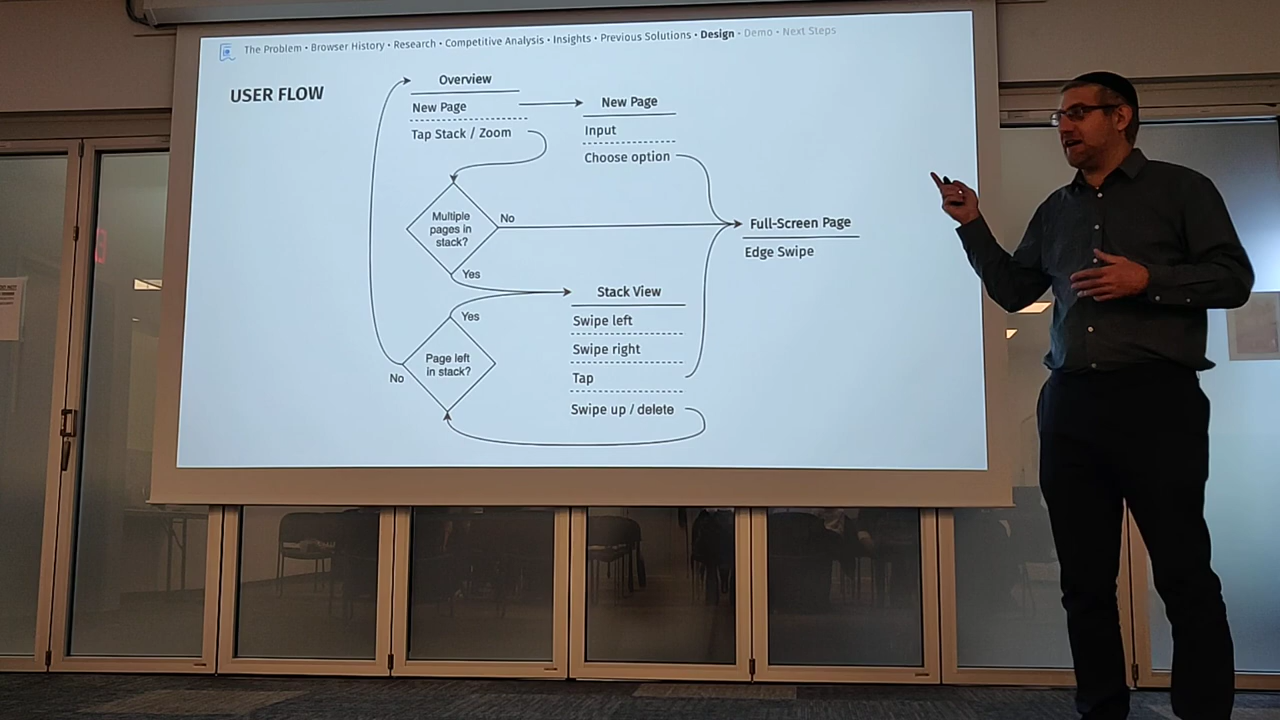 The Problem • Browser History • Research • Competitive Analysis • Insights • Previous Solutions • Design • Demo • Next Steps
USER FLOW
Overview
New Page
Tap Stack / Zoom
New Page
Input
Choose option
Multiple
pages in
stack?
No
Yes
Full-Screen Page
Edge Swipe
Stack View
Swipe left
Swipe right
Tap
Swipe up / delete
Yes
Page left
in stack?
No